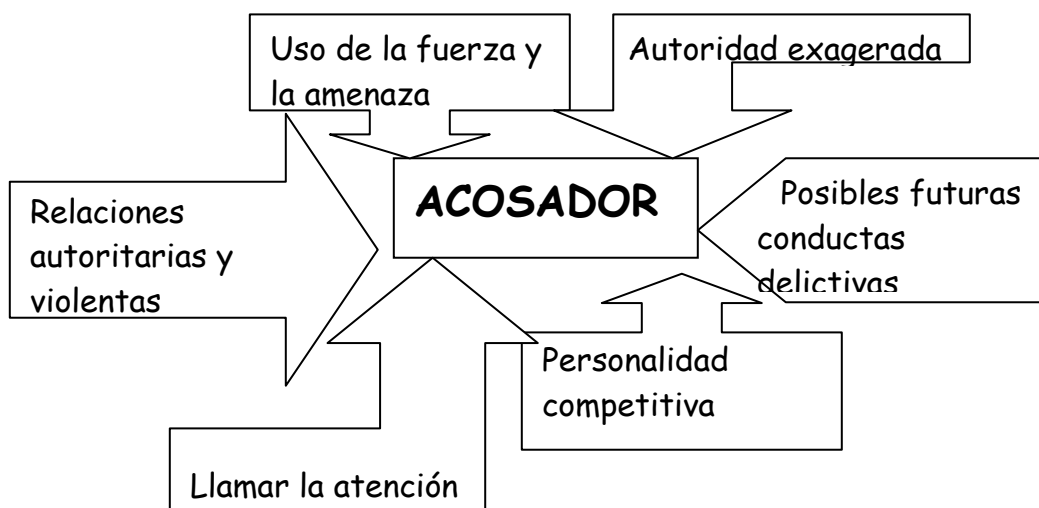 Uso de la fuerza y
la amenaza
Autoridad exagerada
ACOSADOR
Relaciones
autoritarias y
violentas
Posibles futuras
conductas
delictivas
Personalidad
competitiva
Llamar la atención